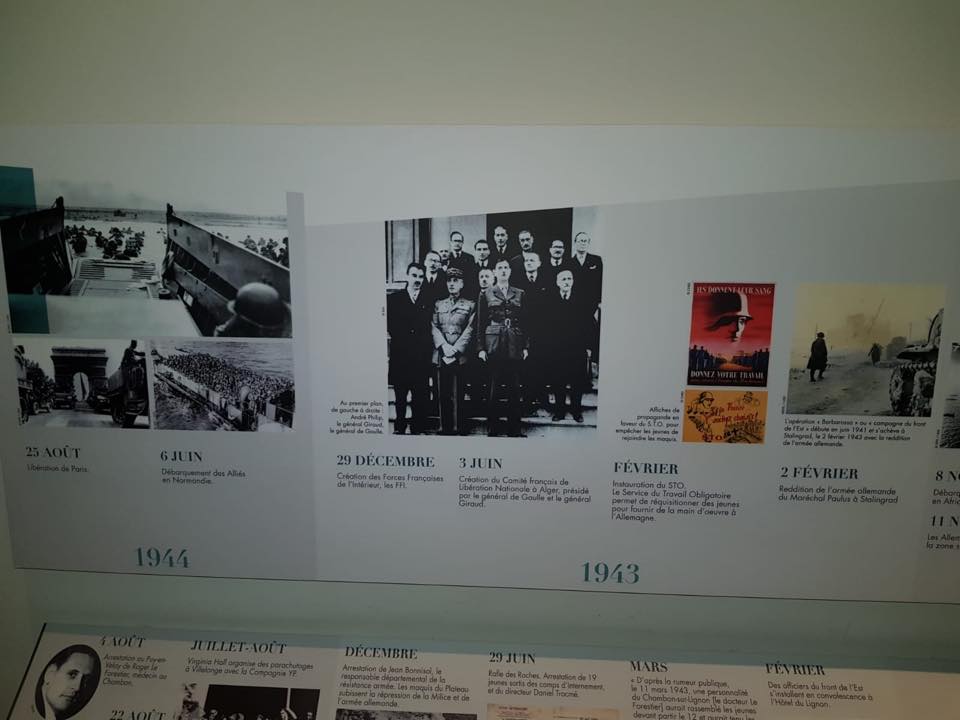 ILS DONNENT LEUR SANG
DONNEZ VOTRE TRAVAIL
Au premier plan,
de gauche à droite :
André Philip,
le général Giraud,
le général de Gaulle.
Affiches de
propagande en
faveur du S.T.O. pour
empêcher les jeunes de
rejoindre les maquis.
L'opération « Barbarossa » ou « campagne du front
de l'Est » débute en juin 1941 et s'achève à
Stalingrad, le 2 février 1943 avec la reddition
de l'armée allemande.
25 AOÛT
Libération de Paris.
6 JUIN
Débarquement des Alliés
en Normandie.
29 DÉCEMBRE
Création des Forces Françaises
de l'Intérieur, les FFI.
3 JUIN
Création du Comité Français de
Libération Nationale à Alger, présidé
par le général de Gaulle et le général
Giraud.
FÉVRIER
Instauration du STO.
Le Service du Travail Obligatoire
permet de réquisitionner des jeunes
pour fournir de la main d'œuvre à
l'Allemagne.
2 FÉVRIER
Reddition de l'armée allemande
du Maréchal Paulus à Stalingrad
8 N
Débarq
en Afric
11 N
Les Allem
la zone s
1944
1943
4 AOÛT
Arrestation au Puy-en-
Velay de Roger Le
Forestier, médecin au
Chambon.
22 AOÛT
JUILLET-AOÛT
Virginia Hall organise des parachutages
à Villelonge avec la Compagnie YP.
DÉCEMBRE
Arrestation de Jean Bonnissol, le
responsable départemental de la
résistance armée. Les maquis du Plateau
subissent la répression de la Milice et de
l'armée allemande.
29 JUIN
Rafle des Roches. Arrestation de 19
jeunes sortis des camps d'internement,
et du directeur Daniel Trocmé.
MARS
« D'après la rumeur publique,
le 11 mars 1943, une personnalité
du Chambon-sur-Lignon [le docteur Le
Forestier], aurait rassemblé les jeunes
devant partir le 12 et aurait tenu les
FÉVRIER
Des officiers du front de l'Est
s'installent en convalescence à
l'Hôtel du Lignon.